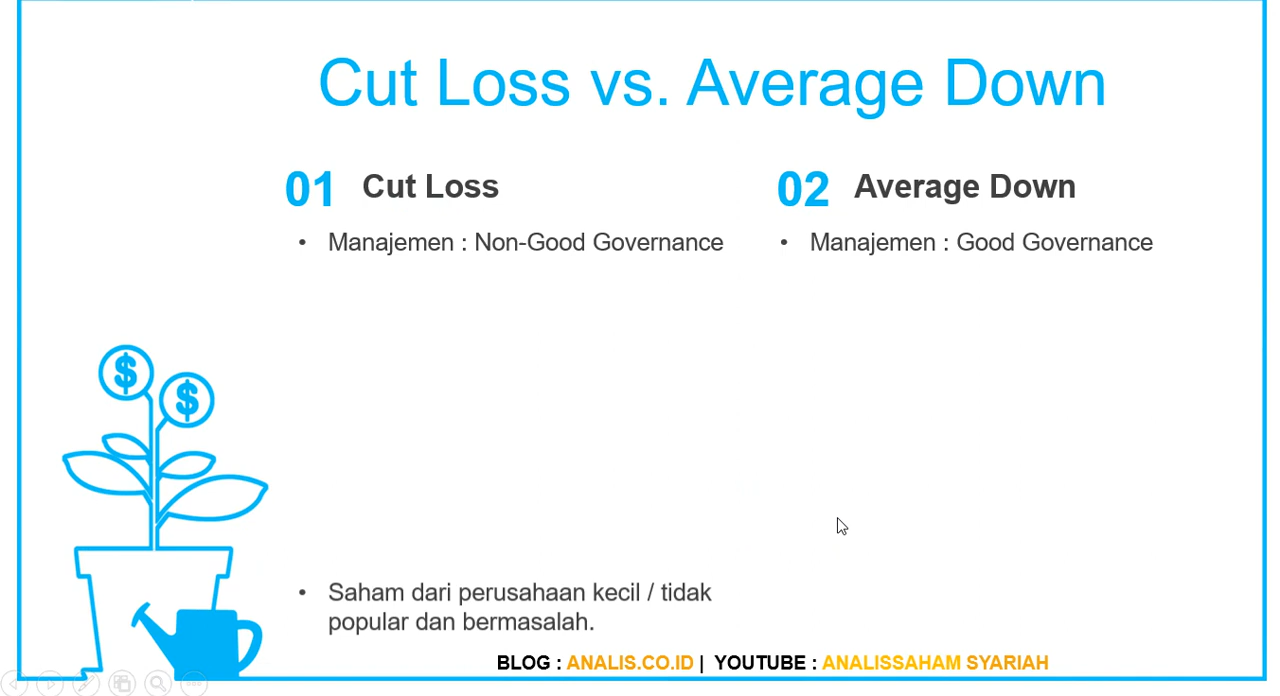 Cut Loss vs. Average Down
01 Cut Loss
• Manajemen : Non-Good Governance
• Saham dari perusahaan kecil / tidak
popular dan bermasalah.
02 Average Down
• Manajemen : Good Governance
$
$
BLOG : ANALIS.CO.ID | YOUTUBE : ANALISSAHAM SYARIAH